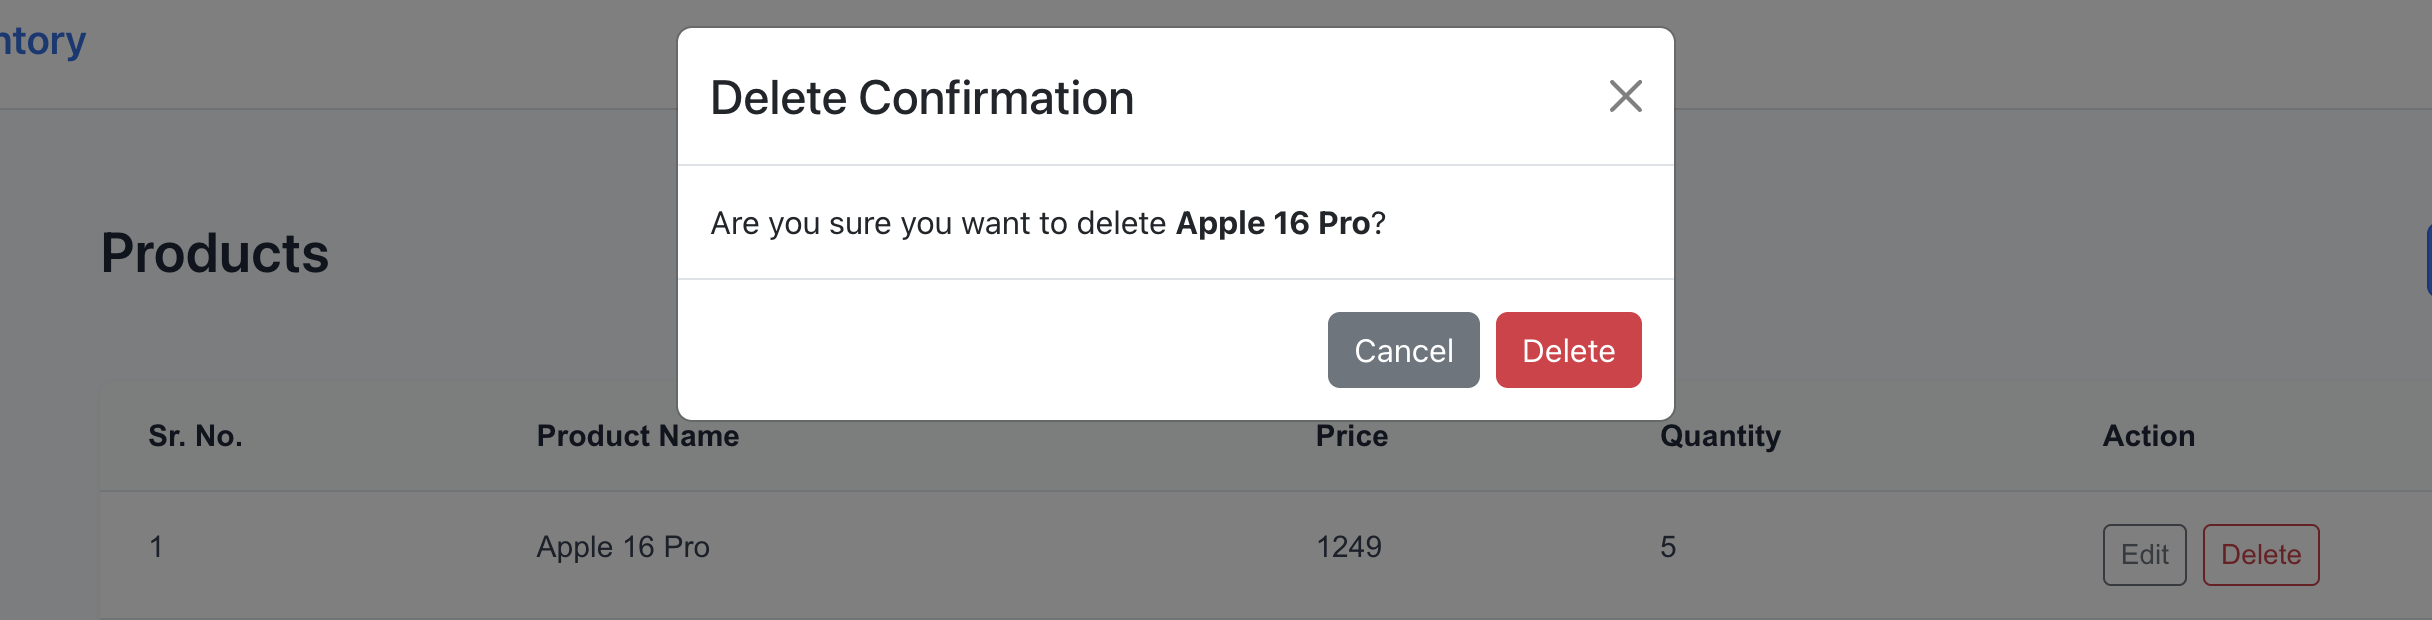 ntory
Delete Confirmation
Are you sure you want to delete Apple 16 Pro?
Cancel Delete
Products
Sr. No. Product Name Price Quantity Action
1 Apple 16 Pro 1249 5 Edit Delete